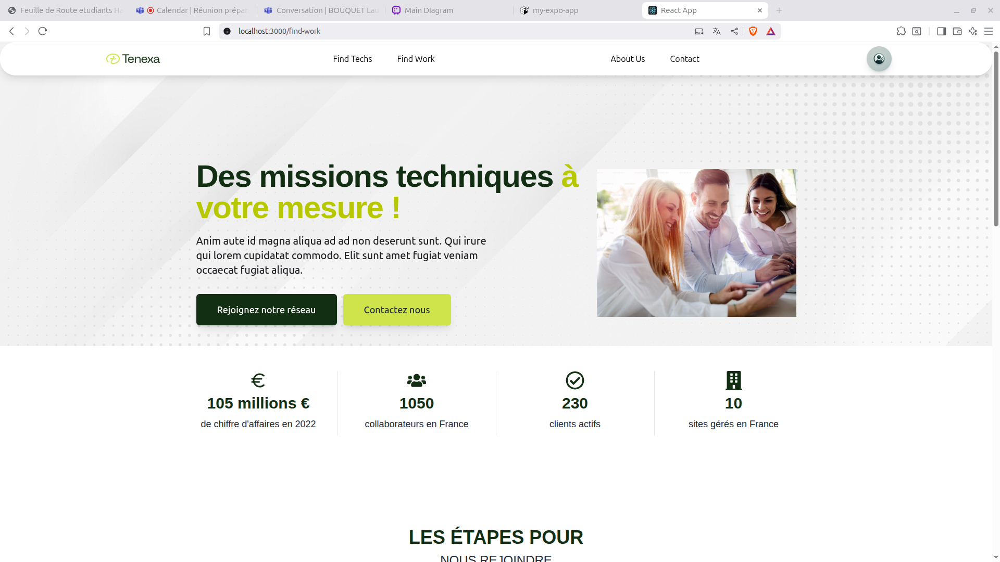 Feuille de Route etudiants Ha
Calendar | Réunion prépar
Conversation | BOUQUET Lau
Main DIagram
my-expo-app
React App
localhost:3000/find-work
Tenexa
Find Techs
Find Work
About Us
Contact
Des missions techniques à
votre mesure !
Anim aute id magna aliqua ad ad non deserunt sunt. Qui irure
qui lorem cupidatat commodo. Elit sunt amet fugiat veniam
occaecat fugiat aliqua.
Rejoignez notre réseau
Contactez nous
105 millions €
de chiffre d'affaires en 2022
1050
collaborateurs en France
230
clients actifs
10
sites gérés en France
LES ÉTAPES POUR
NOUS REJOINDRE